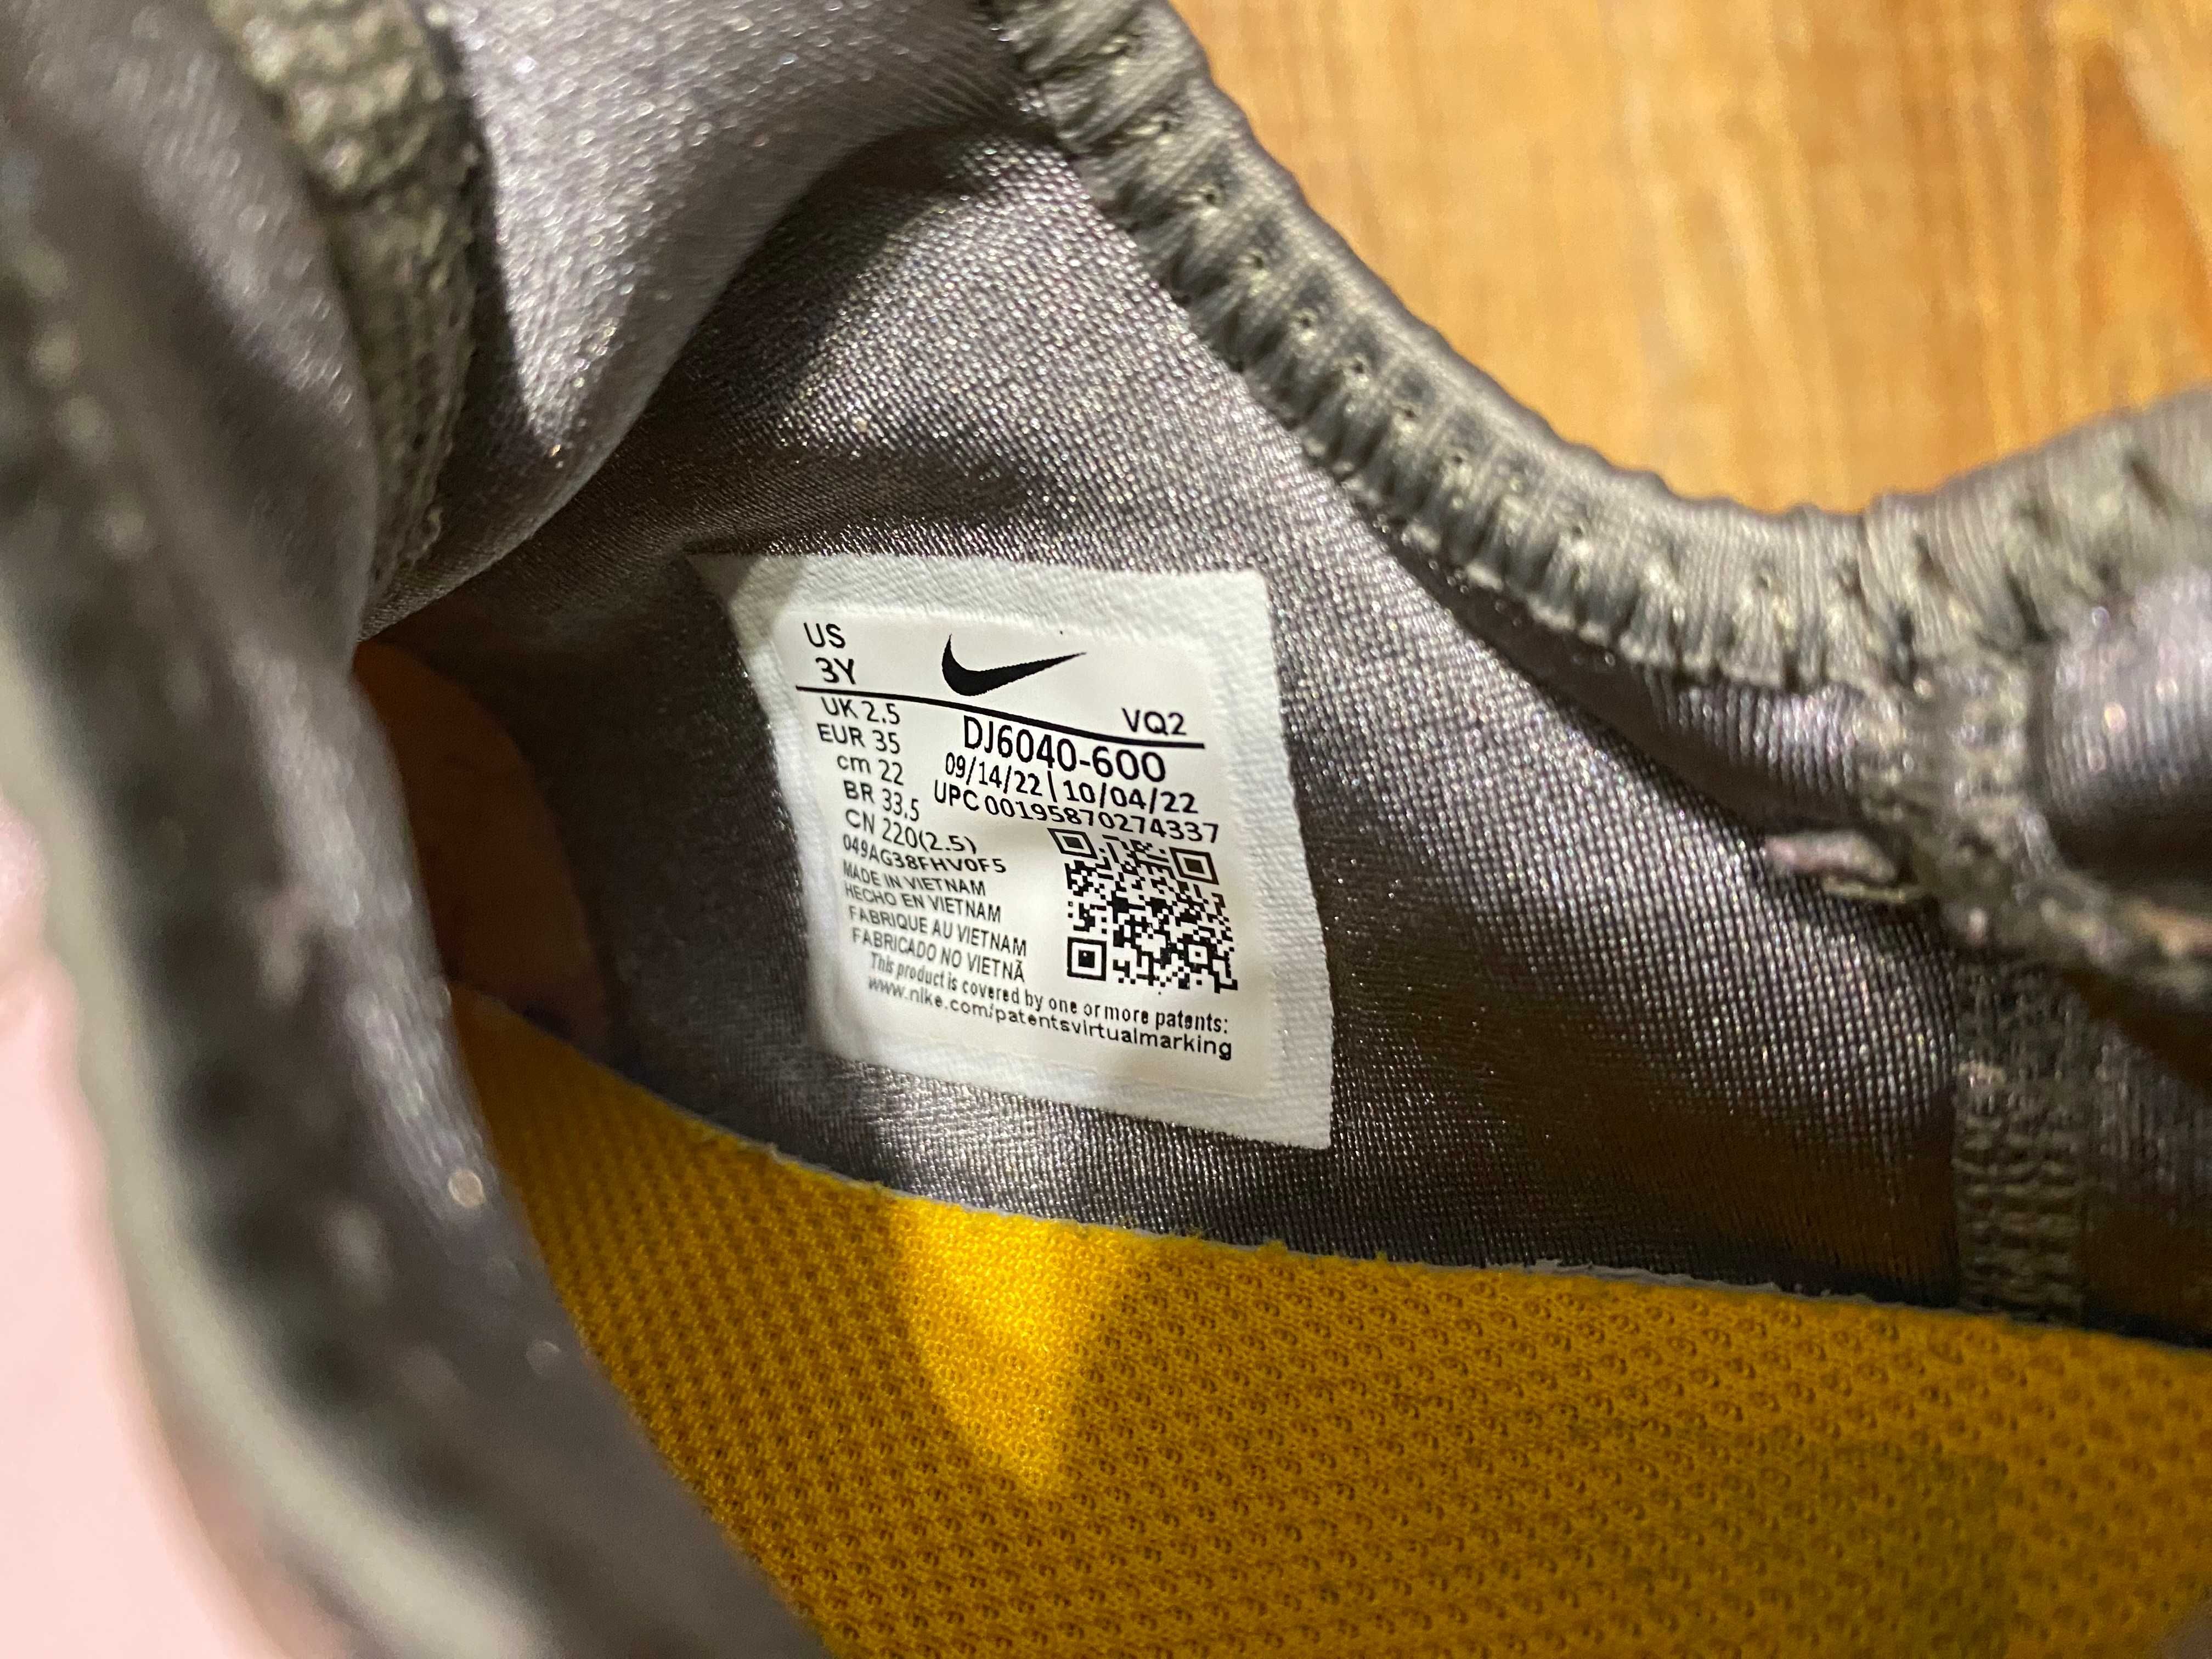 US
3Y
VQ2
UK 2.5
EUR 35
cm 22
BR 33.5
CN 220(2.5)
DJ6040-600
09/14/22 | 10/04/22
UPC 00195870274337
049AG38FHV0F5
MADE IN VIETNAM
HECHO EN VIETNAM
FABRIQUE AU VIETNAM
FABRICADO NO VIETNÃ
This product is covered by one or more patents:
www.nike.com/patentsvirtualmarking